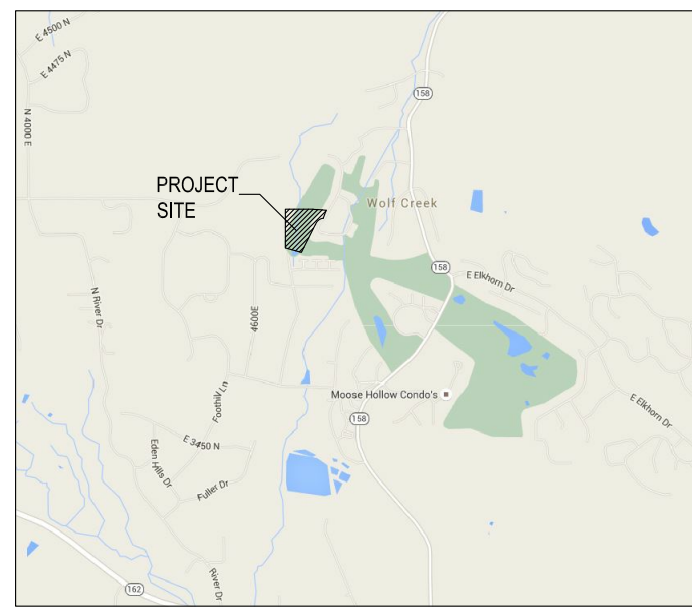 E 4500 N
E 4475 N
N 4000 E
158
PROJECT
SITE
Wolf Creek
158
E Elkhorn Dr
N River Dr
4600E
Moose Hollow Condo's
E Elkhorn Dr
Foothill Ln
158
E 3450 N
Eden Hills Dr
Fuller Dr
River Dr
162